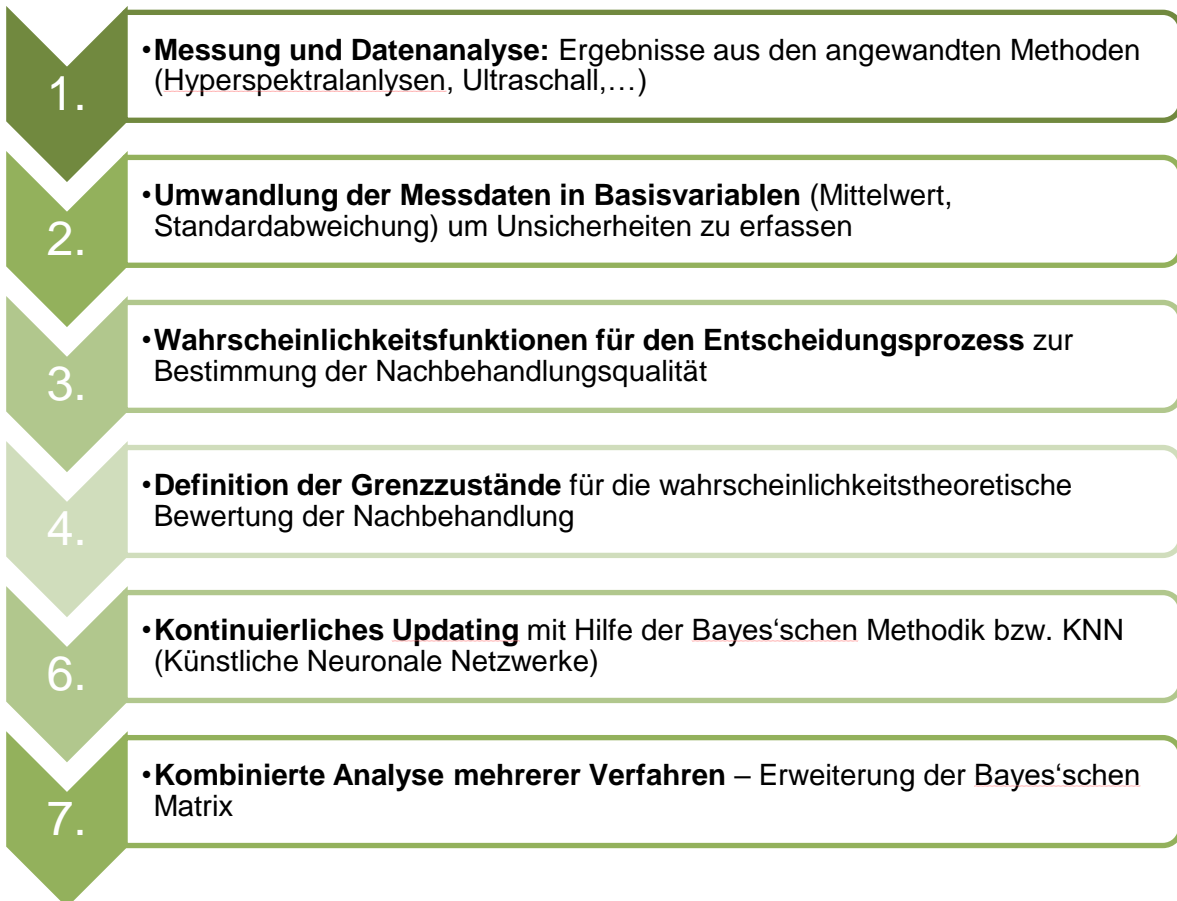 1.
•Messung und Datenanalyse: Ergebnisse aus den angewandten Methoden
(Hyperspektralanlysen, Ultraschall,…)
2.
•Umwandlung der Messdaten in Basisvariablen (Mittelwert,
Standardabweichung) um Unsicherheiten zu erfassen
3.
•Wahrscheinlichkeitsfunktionen für den Entscheidungsprozess zur
Bestimmung der Nachbehandlungsqualität
4.
•Definition der Grenzzustände für die wahrscheinlichkeitstheoretische
Bewertung der Nachbehandlung
6.
•Kontinuierliches Updating mit Hilfe der Bayes‘schen Methodik bzw. KNN
(Künstliche Neuronale Netzwerke)
7.
•Kombinierte Analyse mehrerer Verfahren – Erweiterung der Bayes‘schen
Matrix